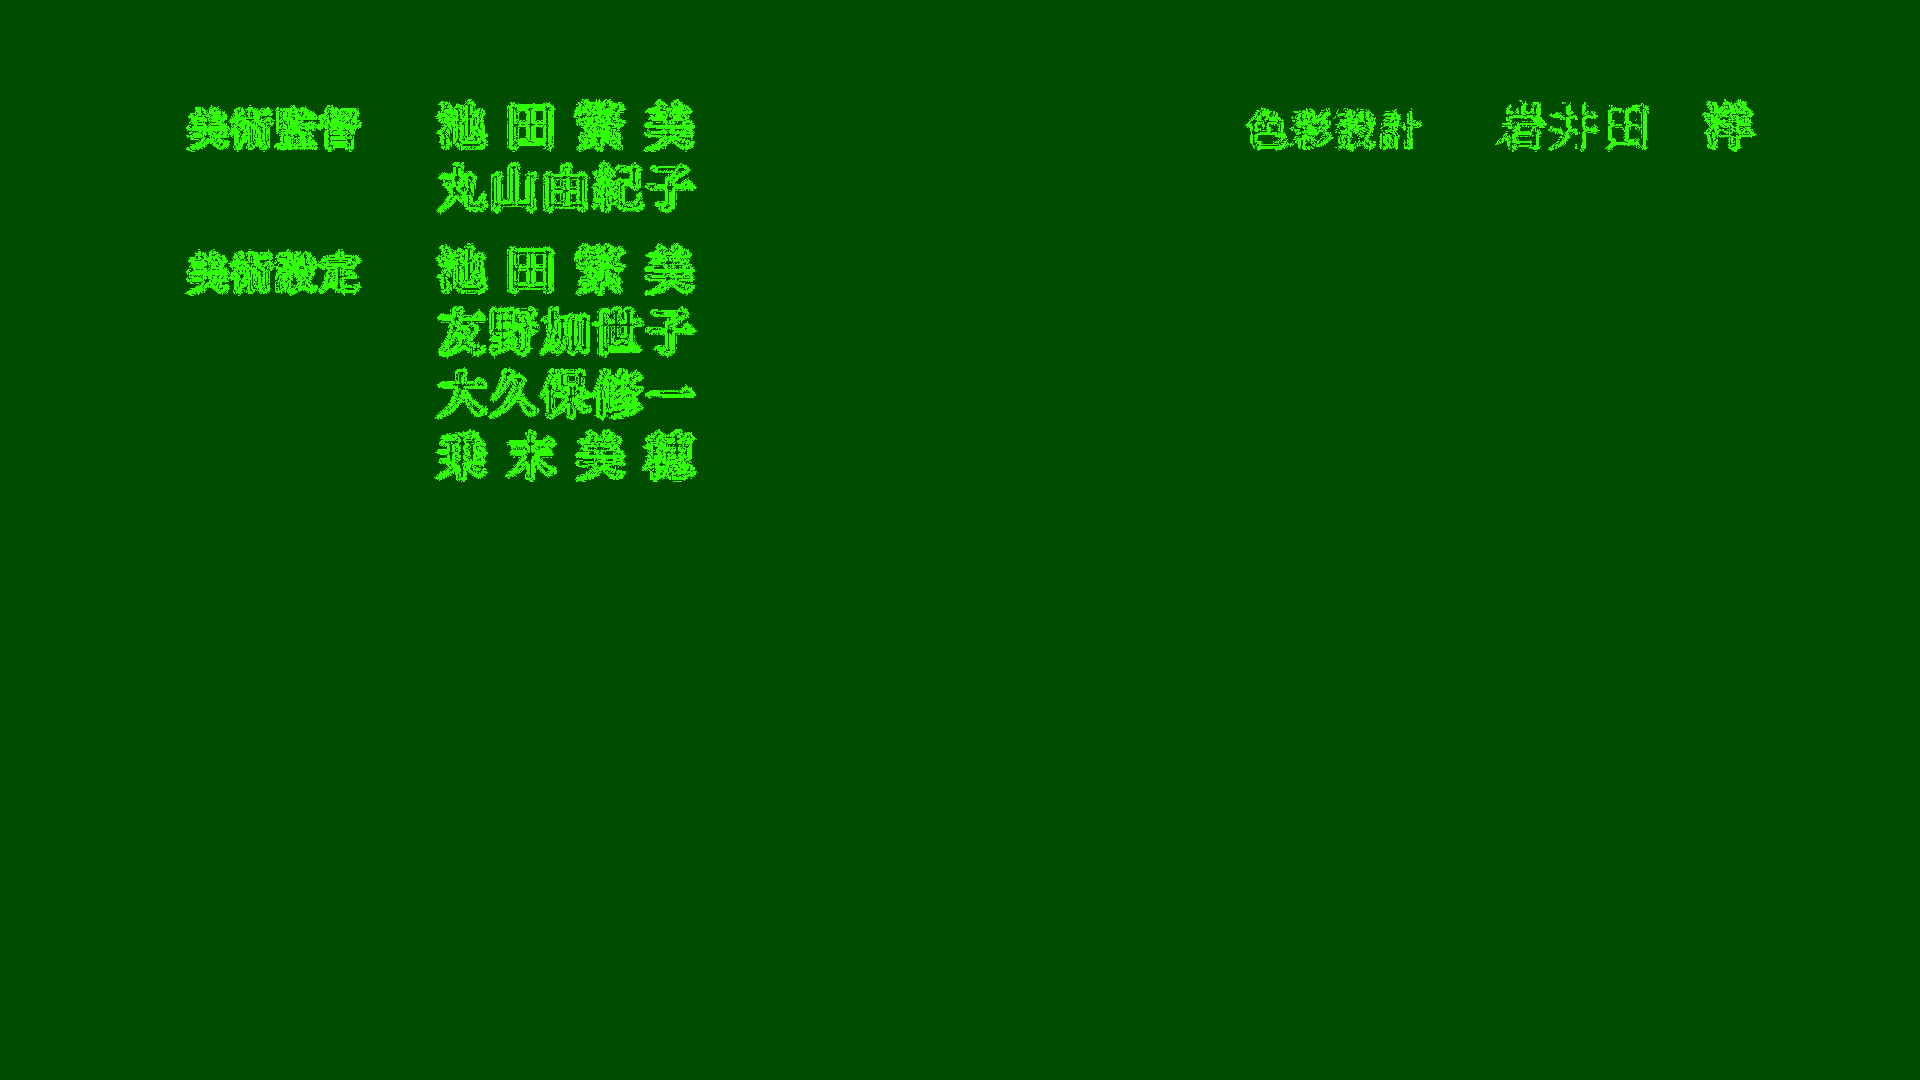 美術監督 池田繁美
丸山由紀子
美術設定 池田繁美
友野加世子
大久保修一
乗末美穂
色彩設計 岩井田 洋